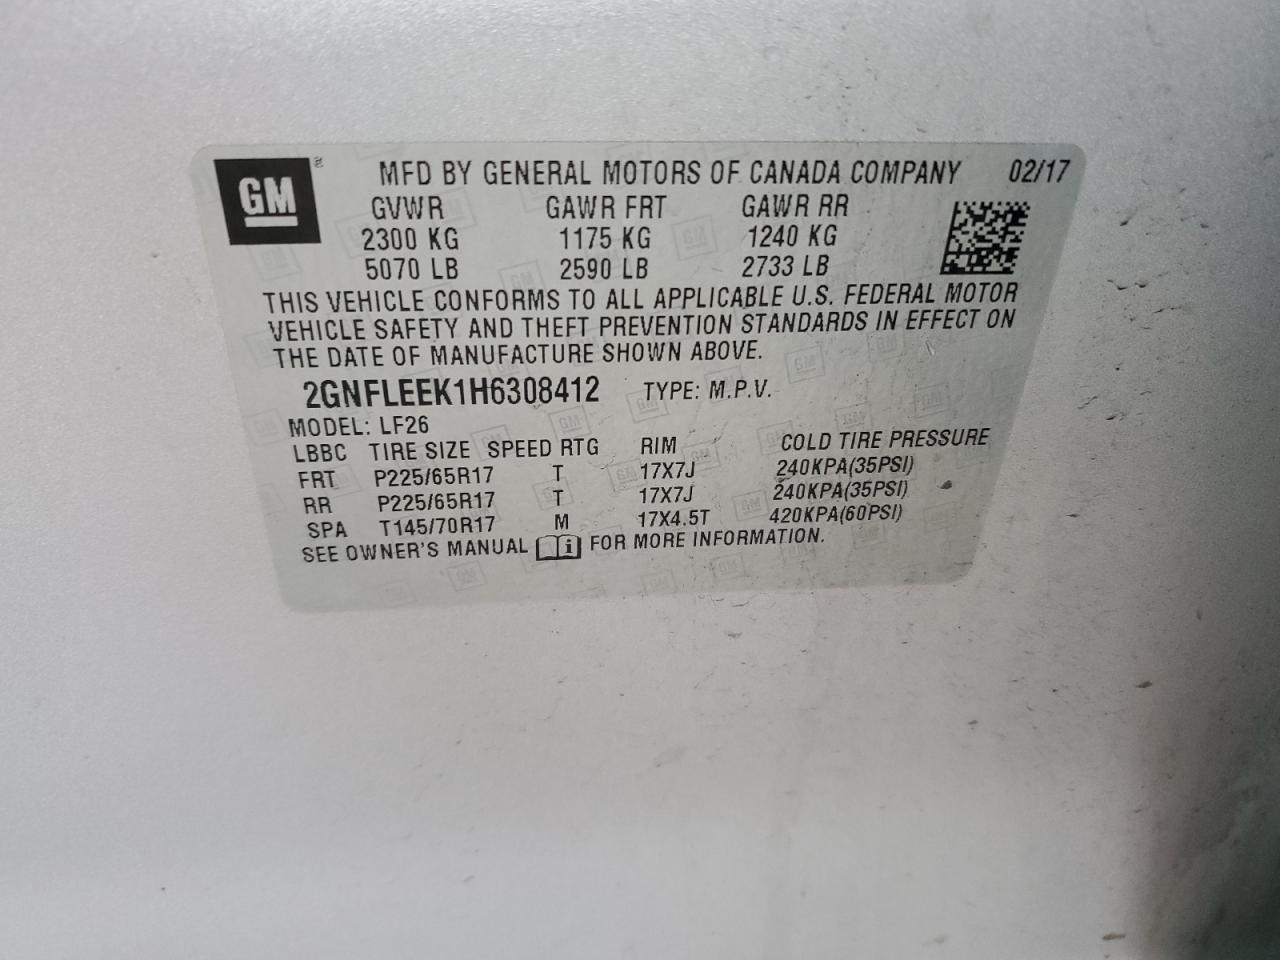 GM
MFD BY GENERAL MOTORS OF CANADA COMPANY 02/17
GVWR GAWR FRT GAWR RR
2300 KG 1175 KG 1240 KG
5070 LB 2590 LB 2733 LB
THIS VEHICLE CONFORMS TO ALL APPLICABLE U.S. FEDERAL MOTOR
VEHICLE SAFETY AND THEFT PREVENTION STANDARDS IN EFFECT ON
THE DATE OF MANUFACTURE SHOWN ABOVE.
2GNFLEEK1H6308412 TYPE: M.P.V.
MODEL: LF26
LBBC TIRE SIZE SPEED RTG RIM COLD TIRE PRESSURE
FRT P225/65R17 T 17X7J 240KPA(35PSI)
RR P225/65R17 T 17X7J 240KPA(35PSI)
SPA T145/70R17 M 17X4.5T 420KPA(60PSI)
SEE OWNER'S MANUAL i FOR MORE INFORMATION.